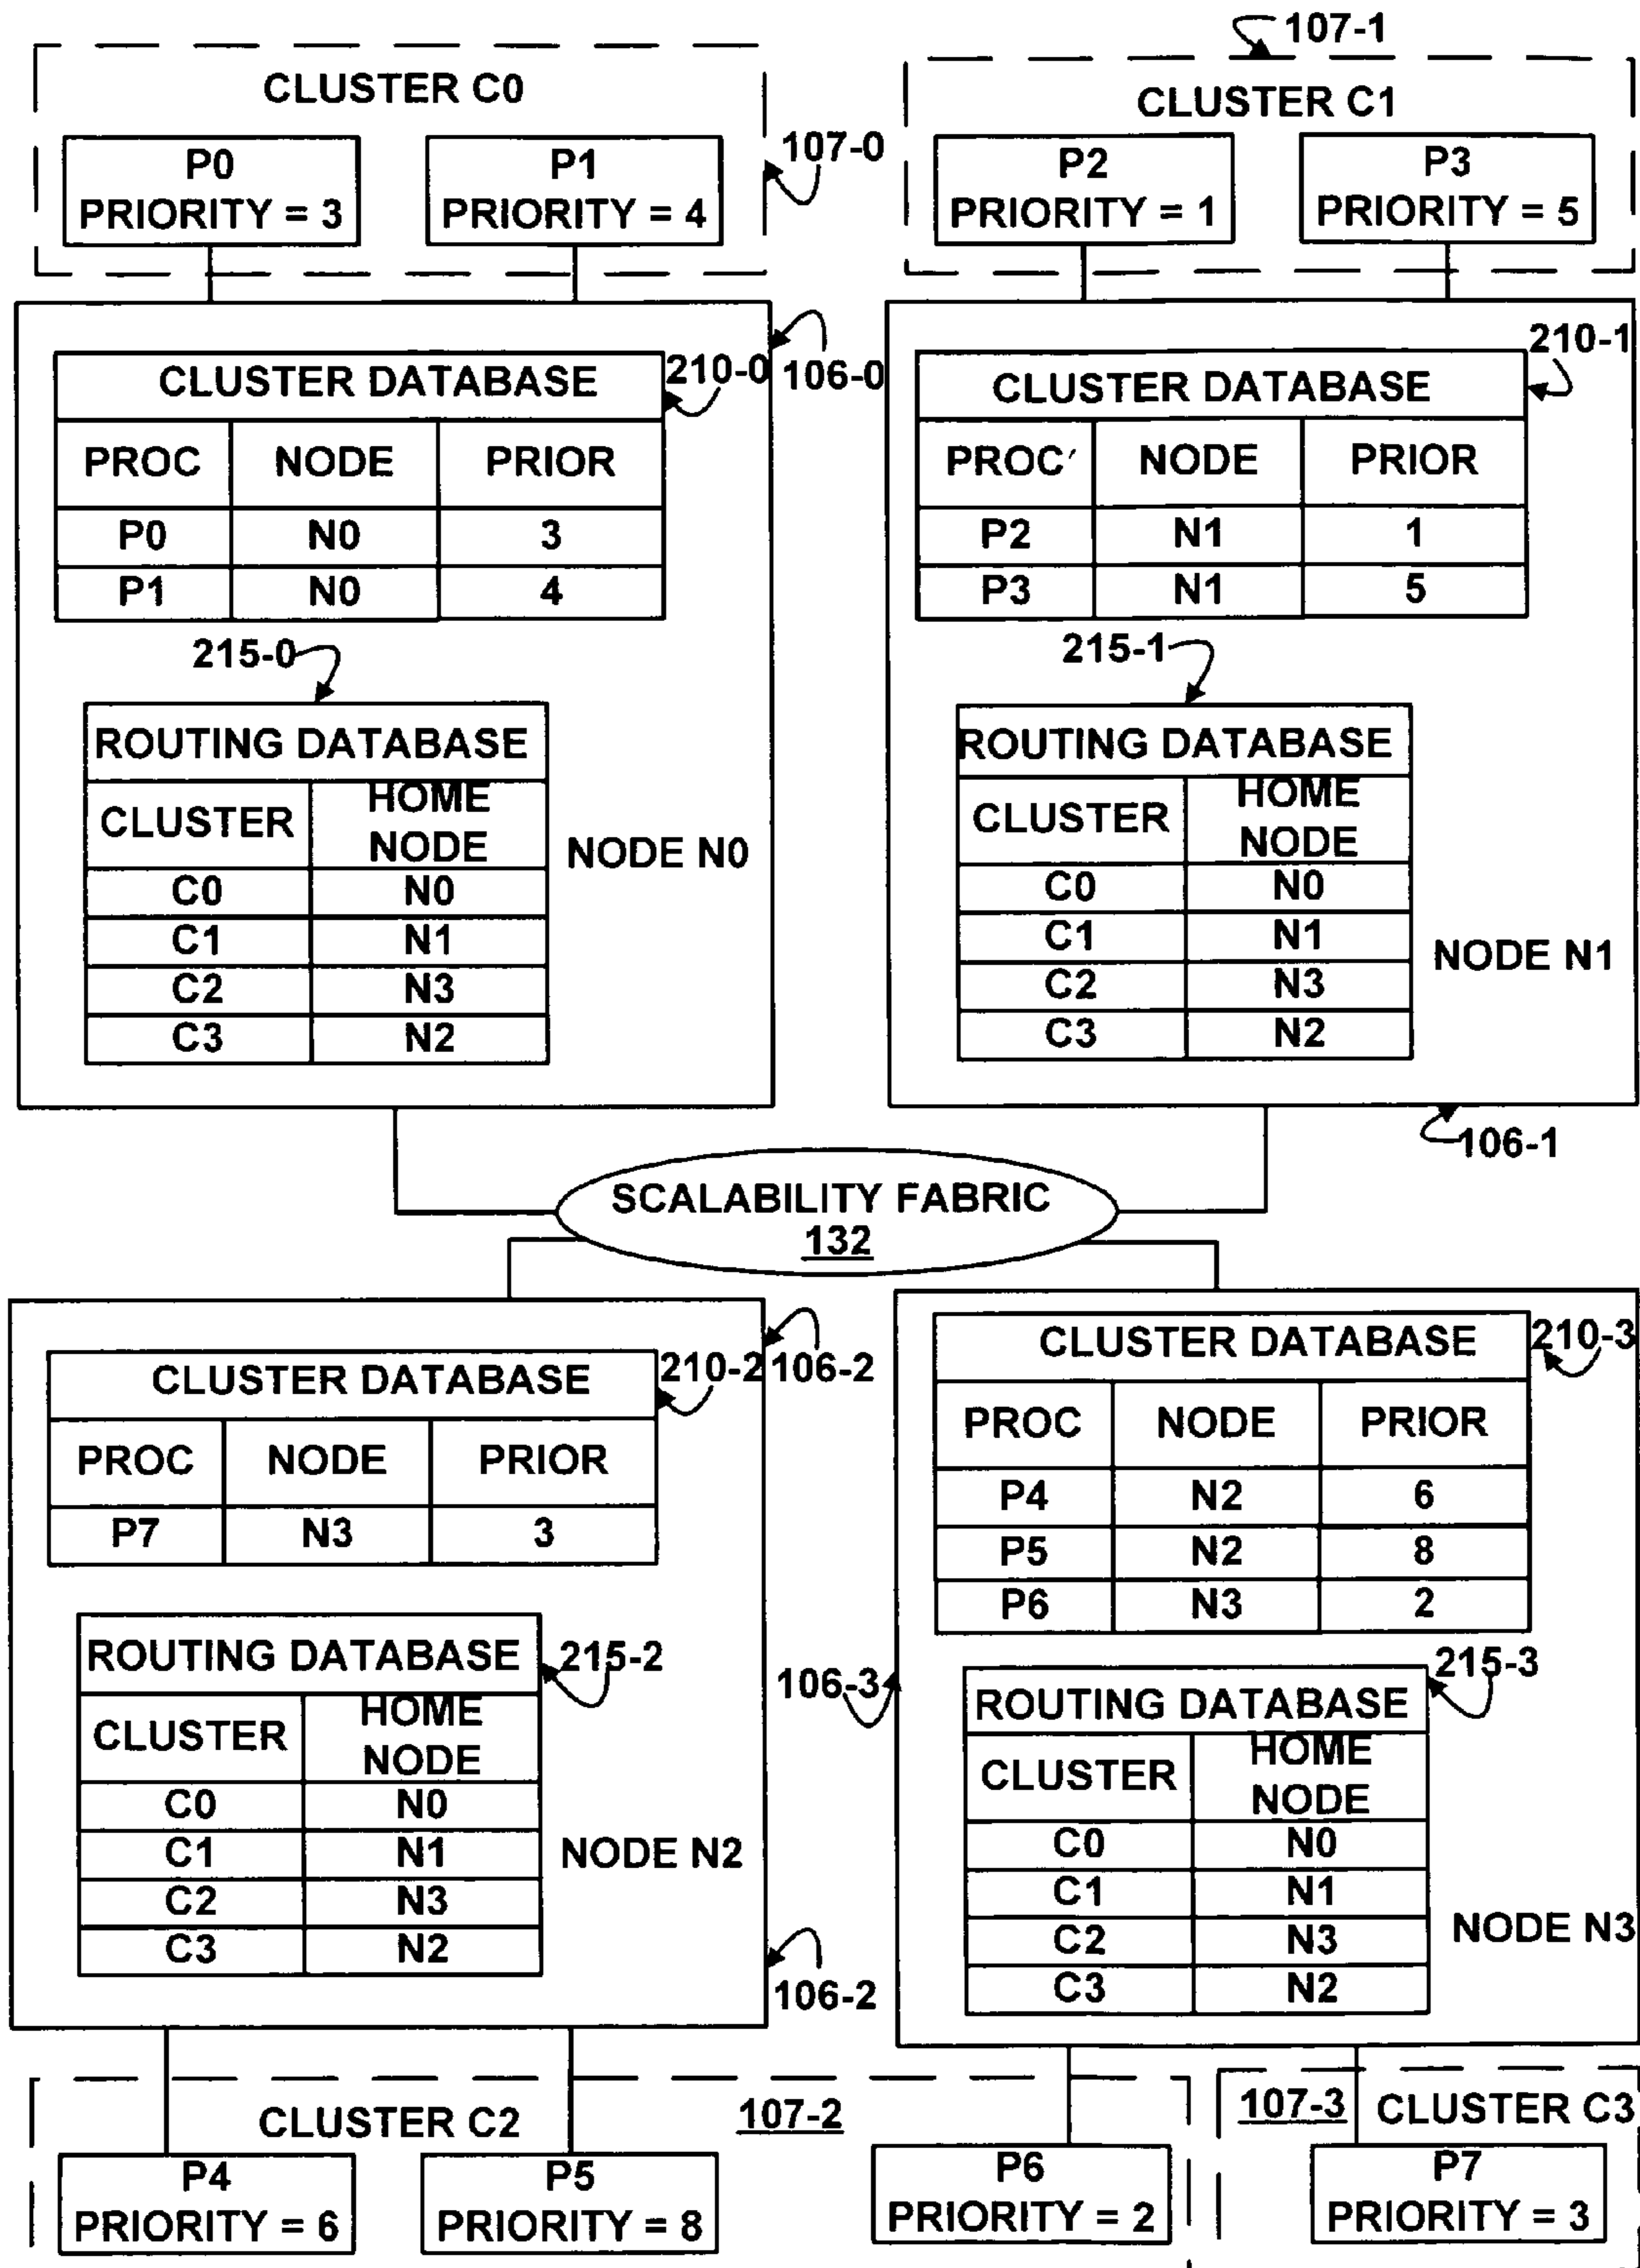 107-1
CLUSTER C0
CLUSTER C1
P0
PRIORITY = 3
P1
PRIORITY = 4
107-0
P2
PRIORITY = 1
P3
PRIORITY = 5
CLUSTER DATABASE
210-0
106-0
PROC NODE PRIOR
P0 N0 3
P1 N0 4
215-0
ROUTING DATABASE
CLUSTER HOME NODE
C0 N0
C1 N1
C2 N3
C3 N2
NODE N0
210-1
CLUSTER DATABASE
PROC NODE PRIOR
P2 N1 1
P3 N1 5
215-1
ROUTING DATABASE
CLUSTER HOME NODE
C0 N0
C1 N1
C2 N3
C3 N2
NODE N1
106-1
SCALABILITY FABRIC
132
CLUSTER DATABASE
210-2
106-2
PROC NODE PRIOR
P7 N3 3
ROUTING DATABASE
215-2
CLUSTER HOME NODE
C0 N0
C1 N1
C2 N3
C3 N2
NODE N2
106-2
CLUSTER DATABASE
210-3
PROC NODE PRIOR
P4 N2 6
P5 N2 8
P6 N3 2
106-3
215-3
ROUTING DATABASE
CLUSTER HOME NODE
C0 N0
C1 N1
C2 N3
C3 N2
NODE N3
CLUSTER C2
107-2
107-3
CLUSTER C3
P4
PRIORITY = 6
P5
PRIORITY = 8
P6
PRIORITY = 2
P7
PRIORITY = 3